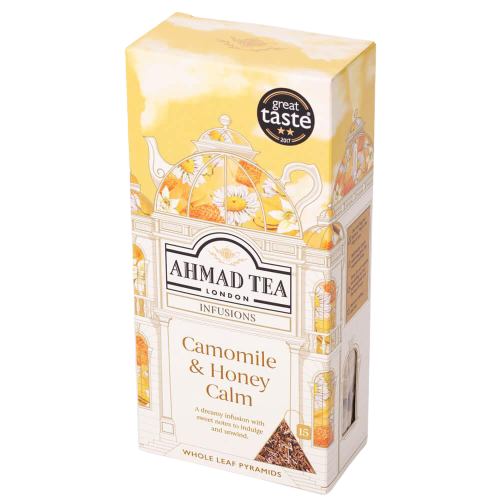 great
taste
2017
AHMAD TEA
LONDON
INFUSIONS
Camomile
& Honey
Calm
A dreamy infusion with
sweet notes to indulge
and unwind.
15
WHOLE LEAF PYRAMIDS